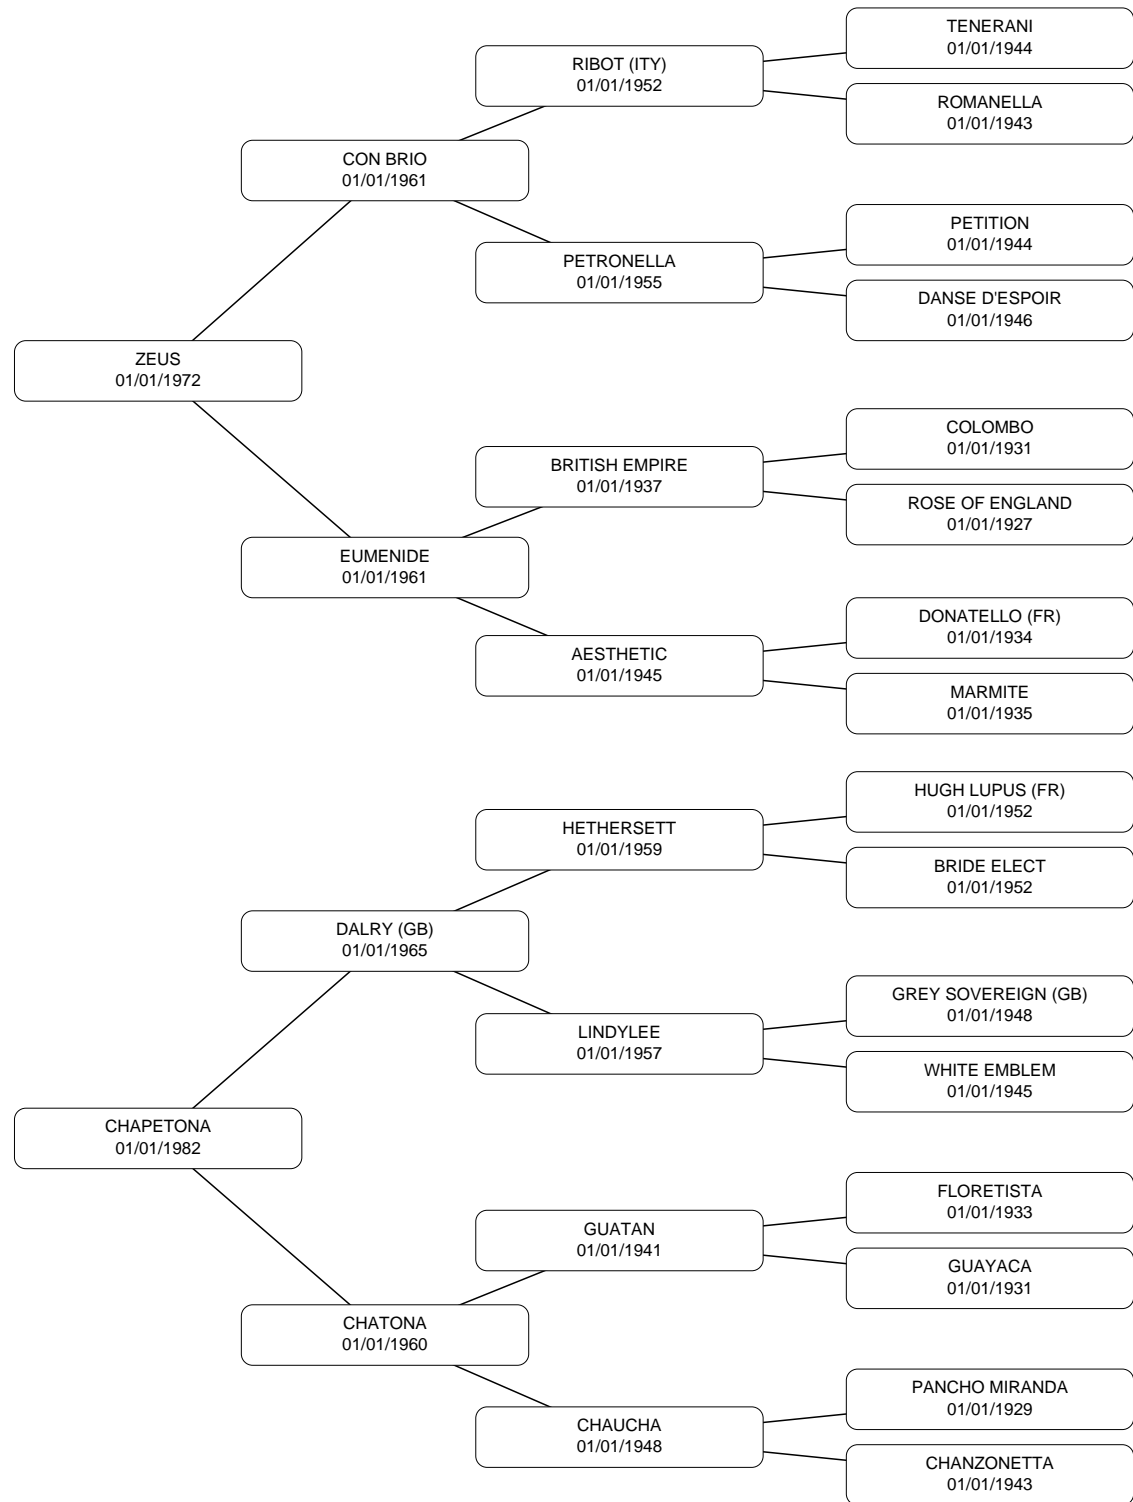 TENERANI
01/01/1944
RIBOT (ITY)
01/01/1952
ROMANELLA
01/01/1943
CON BRIO
01/01/1961
PETITION
01/01/1944
PETRONELLA
01/01/1955
DANSE D'ESPOIR
01/01/1946
ZEUS
01/01/1972
COLOMBO
01/01/1931
BRITISH EMPIRE
01/01/1937
ROSE OF ENGLAND
01/01/1927
EUMENIDE
01/01/1961
DONATELLO (FR)
01/01/1934
AESTHETIC
01/01/1945
MARMITE
01/01/1935
HUGH LUPUS (FR)
01/01/1952
HETHERSETT
01/01/1959
BRIDE ELECT
01/01/1952
DALRY (GB)
01/01/1965
GREY SOVEREIGN (GB)
01/01/1948
LINDYLEE
01/01/1957
WHITE EMBLEM
01/01/1945
CHAPETONA
01/01/1982
FLORETISTA
01/01/1933
GUATAN
01/01/1941
GUAYACA
01/01/1931
CHATONA
01/01/1960
PANCHO MIRANDA
01/01/1929
CHAUCHA
01/01/1948
CHANZONETTA
01/01/1943